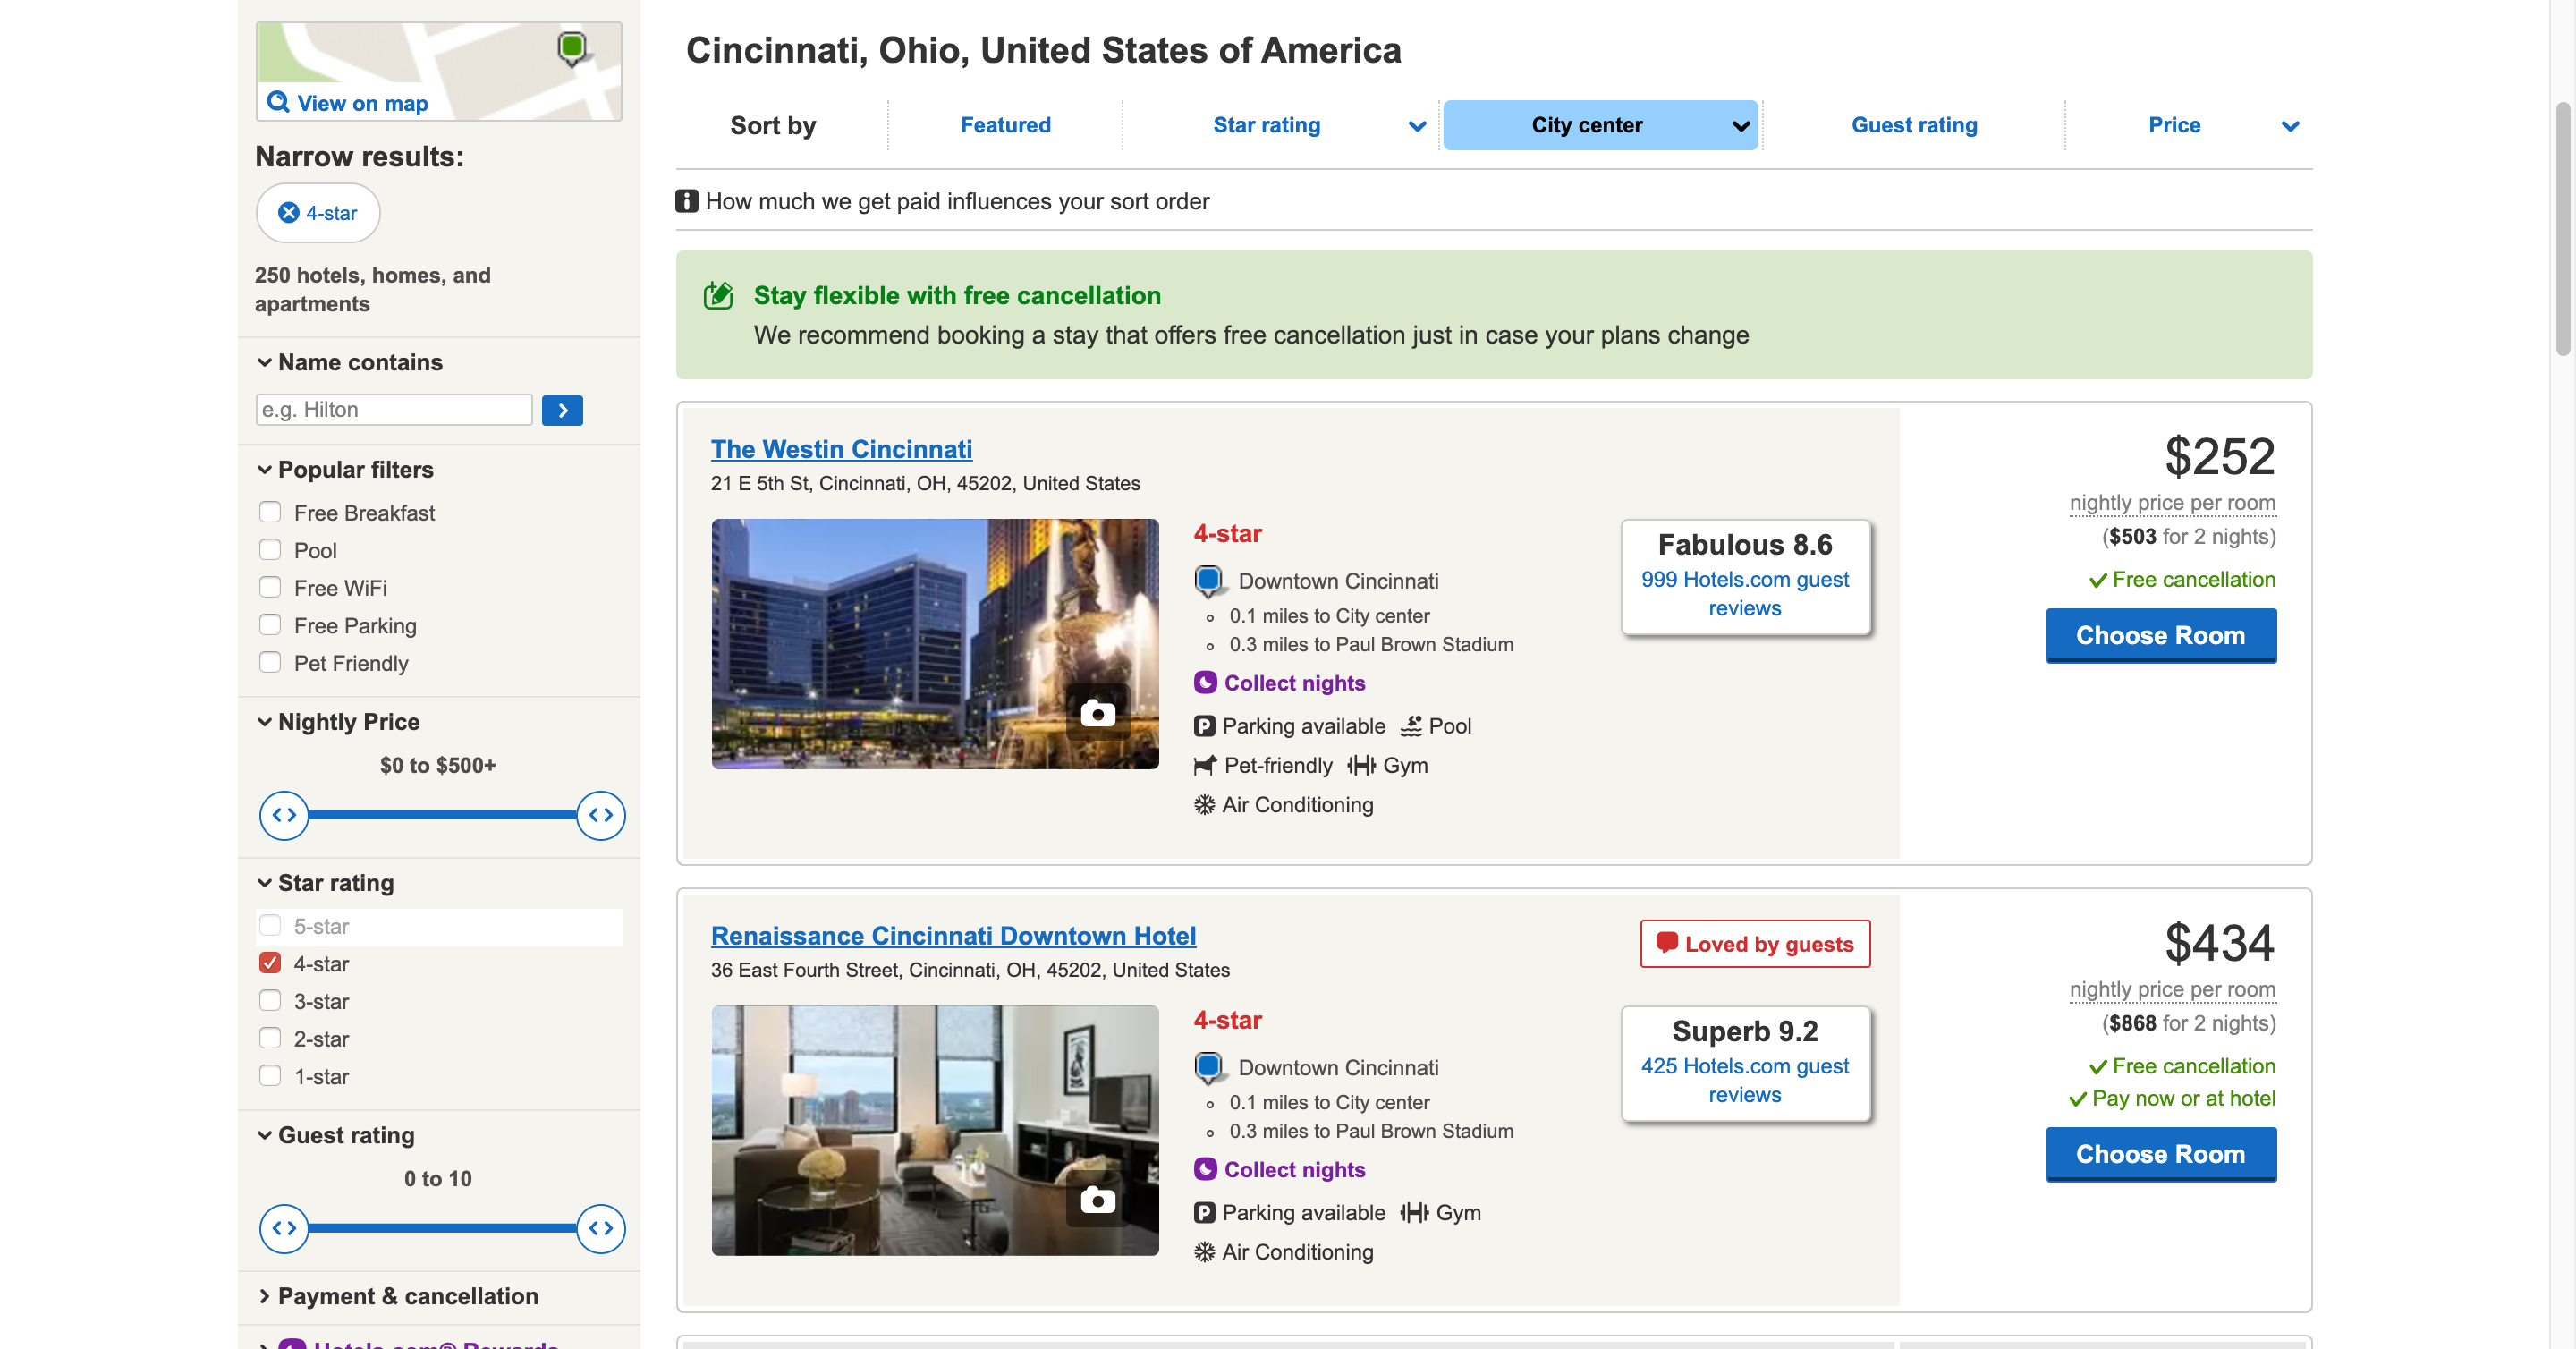 View on map
Narrow results:
4-star
250 hotels, homes, and
apartments
Name contains
e.g. Hilton
Popular filters
Free Breakfast
Pool
Free WiFi
Free Parking
Pet Friendly
Nightly Price
$0 to $500+
Star rating
5-star
4-star
3-star
2-star
1-star
Guest rating
0 to 10
Payment & cancellation
Hotels.com® Rewards
Cincinnati, Ohio, United States of America
Sort by
Featured
Star rating
City center
Guest rating
Price
How much we get paid influences your sort order
Stay flexible with free cancellation
We recommend booking a stay that offers free cancellation just in case your plans change
The Westin Cincinnati
21 E 5th St, Cincinnati, OH, 45202, United States
4-star
Downtown Cincinnati
0.1 miles to City center
0.3 miles to Paul Brown Stadium
Collect nights
P Parking available Pool
Pet-friendly Gym
Air Conditioning
Fabulous 8.6
999 Hotels.com guest
reviews
$252
nightly price per room
($503 for 2 nights)
Free cancellation
Choose Room
Renaissance Cincinnati Downtown Hotel
36 East Fourth Street, Cincinnati, OH, 45202, United States
4-star
Downtown Cincinnati
0.1 miles to City center
0.3 miles to Paul Brown Stadium
Collect nights
P Parking available Gym
Air Conditioning
Loved by guests
Superb 9.2
425 Hotels.com guest
reviews
$434
nightly price per room
($868 for 2 nights)
Free cancellation
Pay now or at hotel
Choose Room